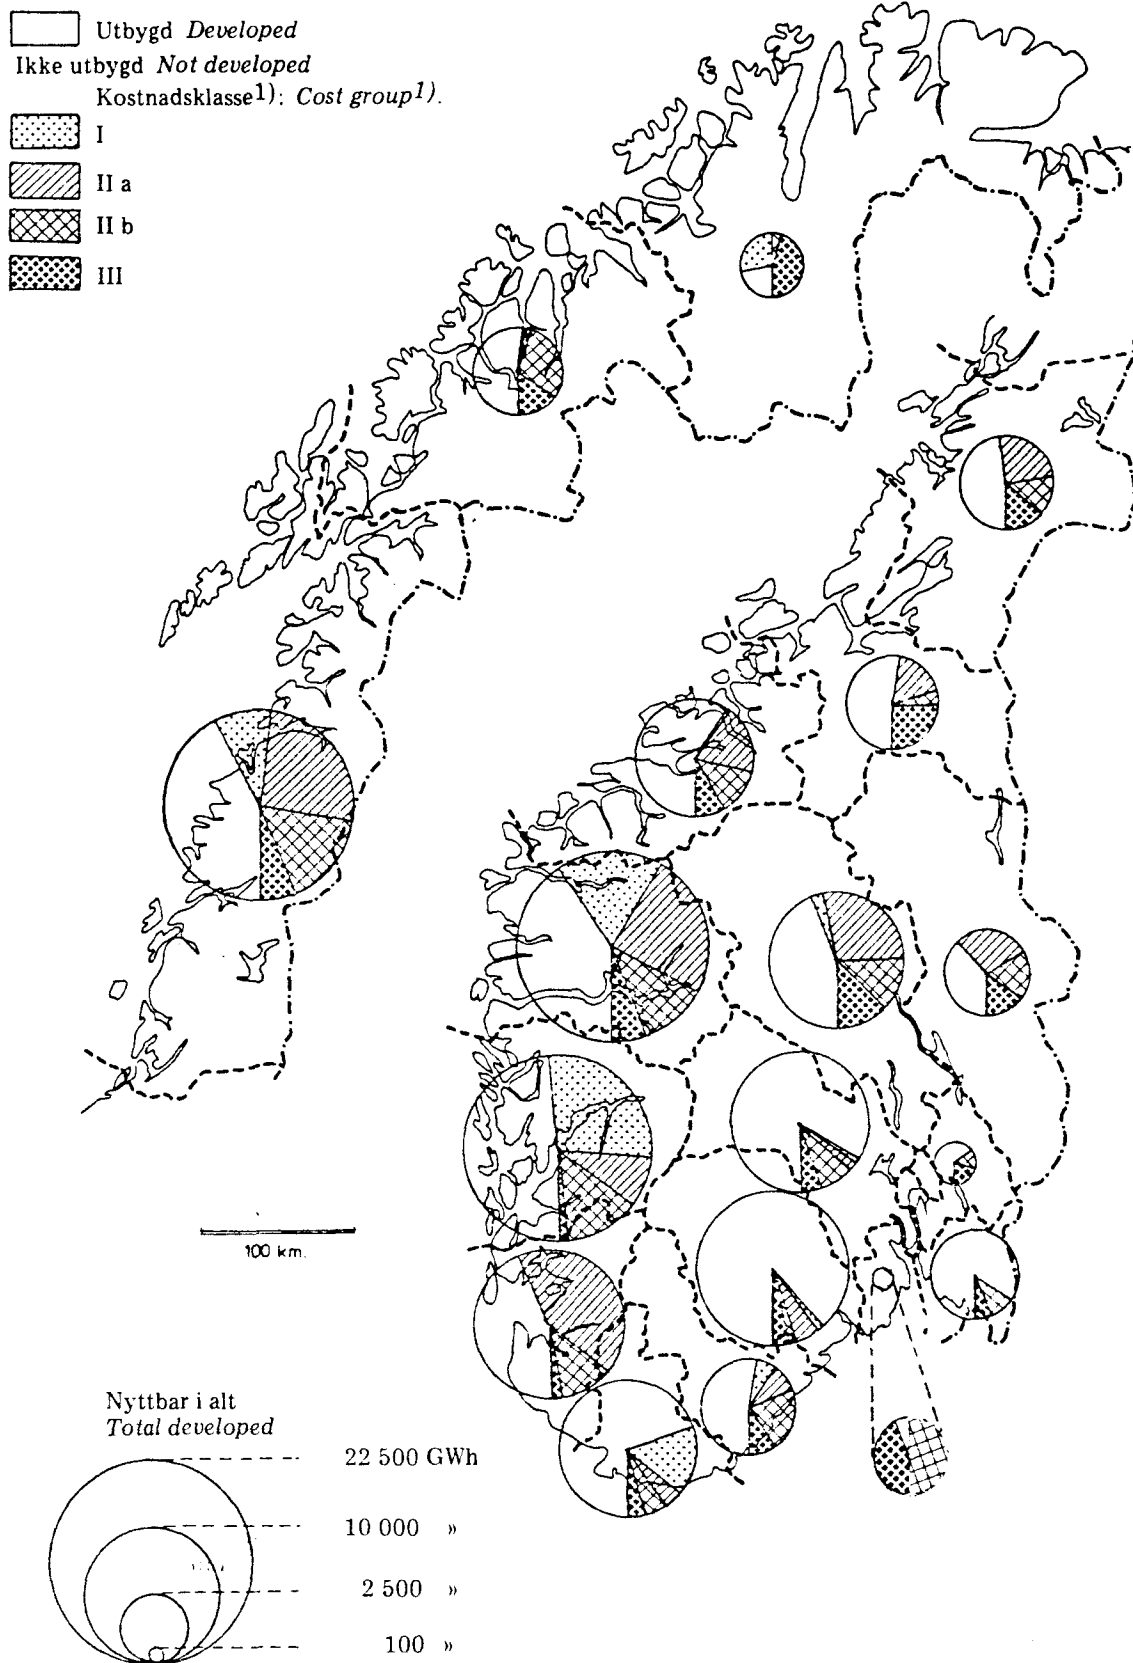 Utbygd Developed
Ikke utbygd Not developed
Kostnadsklasse1): Cost group1).
I
II a
II b
III
100 km.
Nyttbar i alt
Total developed
22 500 GWh
10 000 »
2 500 »
100 »